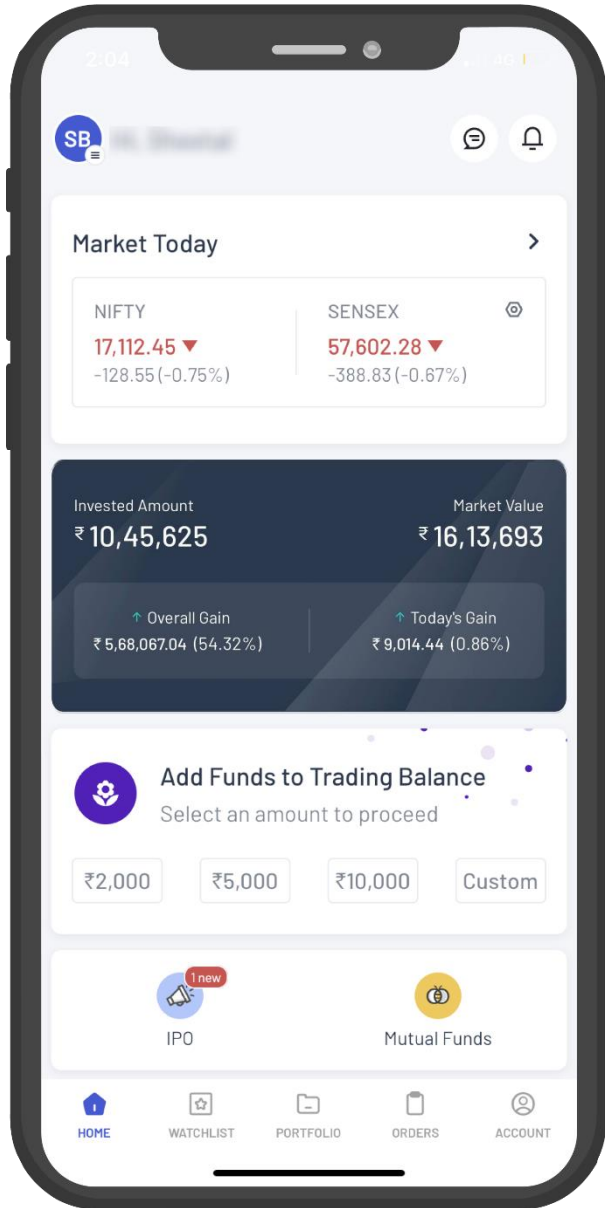 2:04
4G
SB
Market Today
NIFTY
17,112.45 ▼
-128.55 (-0.75%)
SENSEX
57,602.28 ▼
-388.83 (-0.67%)
Invested Amount
₹ 10,45,625
Market Value
₹ 16,13,693
↑ Overall Gain
₹ 5,68,067.04 (54.32%)
↑ Today's Gain
₹ 9,014.44 (0.86%)
Add Funds to Trading Balance
Select an amount to proceed
₹2,000
₹5,000
₹10,000
Custom
1 new
IPO
Mutual Funds
HOME
WATCHLIST
PORTFOLIO
ORDERS
ACCOUNT